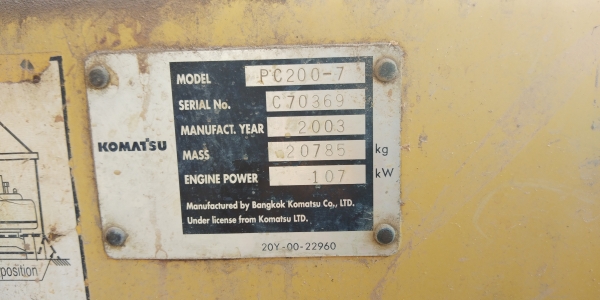 KOMATSU
MODEL PC200-7
SERIAL No. C70369
MANUFACT. YEAR 2003
MASS 20785 kg
ENGINE POWER 107 kW
Manufactured by Bangkok Komatsu Co., LTD.
Under license from Komatsu LTD.
20Y-00-22960
position